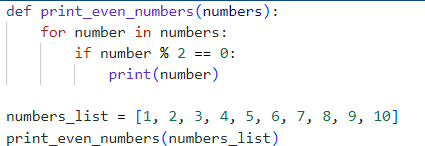 def print_even_numbers(numbers):
    for number in numbers:
        if number % 2 == 0:
            print(number)

numbers_list = [1, 2, 3, 4, 5, 6, 7, 8, 9, 10]
print_even_numbers(numbers_list)